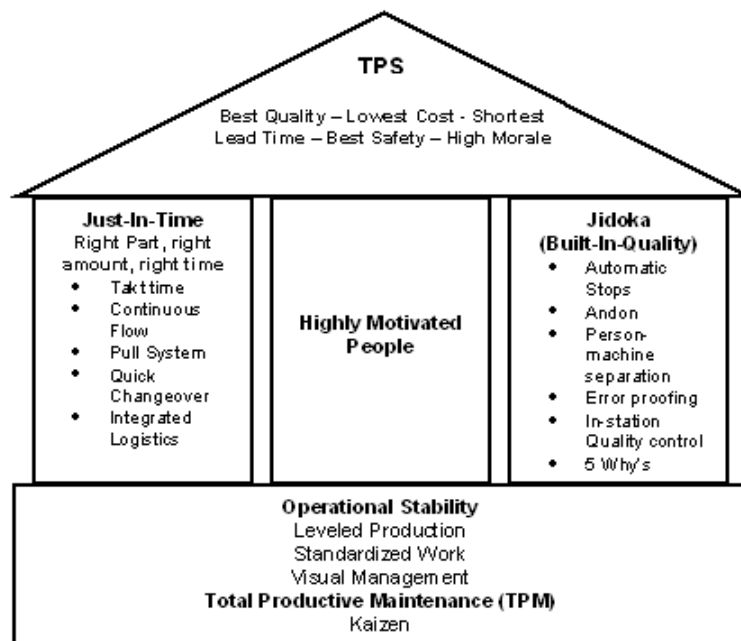 TPS
Best Quality – Lowest Cost - Shortest
Lead Time – Best Safety – High Morale
Just-In-Time
Right Part, right
amount, right time
• Takt time
• Continuous
Flow
• Pull System
• Quick
Changeover
• Integrated
Logistics
Highly Motivated
People
Jidoka
(Built-In-Quality)
• Automatic
Stops
• Andon
• Person-
machine
separation
• Error proofing
• In-station
Quality control
• 5 Why's
Operational Stability
Leveled Production
Standardized Work
Visual Management
Total Productive Maintenance (TPM)
Kaizen